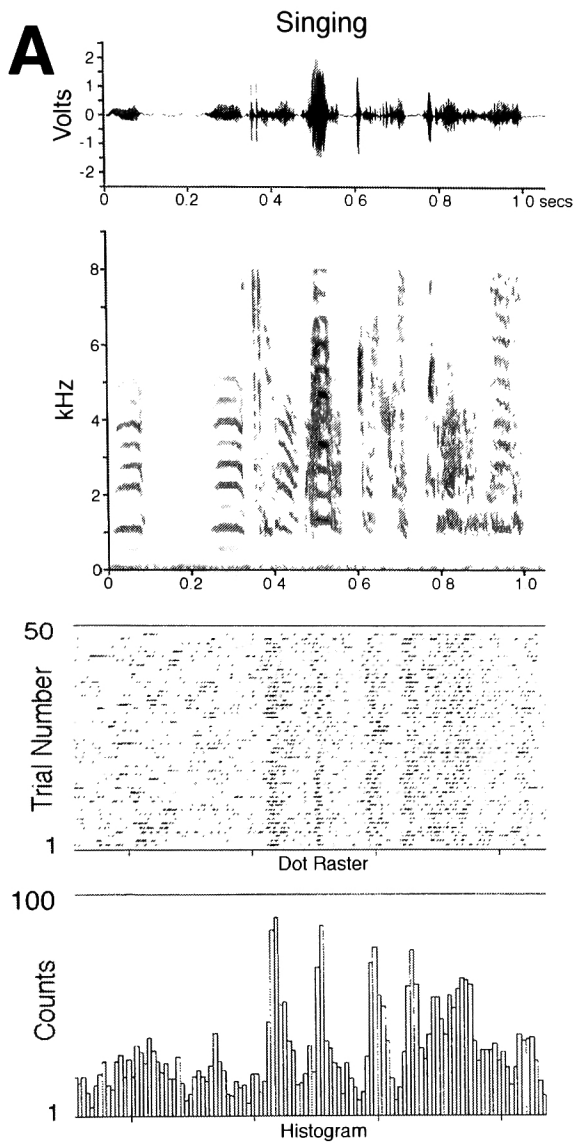 A
Singing
Volts
2
1
0
-1
-2
0 0.2 0 4 0 6 0 8 1 0 secs
kHz
8
6
4
2
0
0 0.2 0 4 0 6 0 8 1 0
50
Trial Number
1
Dot Raster
100
Counts
1
Histogram